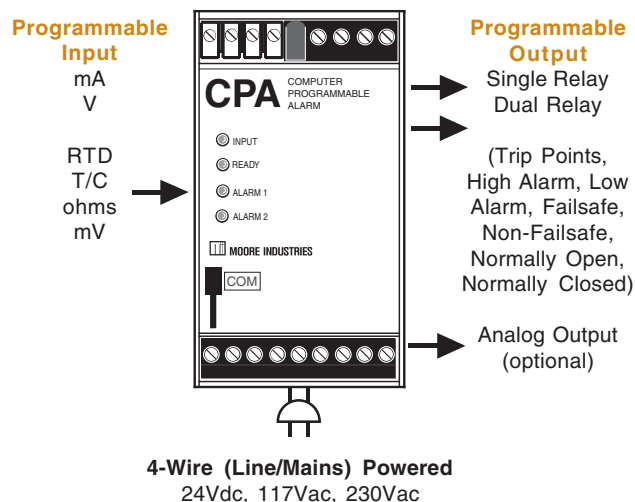 Programmable
Input
mA
V
RTD
T/C
ohms
mV
CPA
COMPUTER
PROGRAMMABLE
ALARM
INPUT
READY
ALARM 1
ALARM 2
MOORE INDUSTRIES
COM
Programmable
Output
Single Relay
Dual Relay
(Trip Points,
High Alarm, Low
Alarm, Failsafe,
Non-Failsafe,
Normally Open,
Normally Closed)
Analog Output
(optional)
4-Wire (Line/Mains) Powered
24Vdc, 117Vac, 230Vac